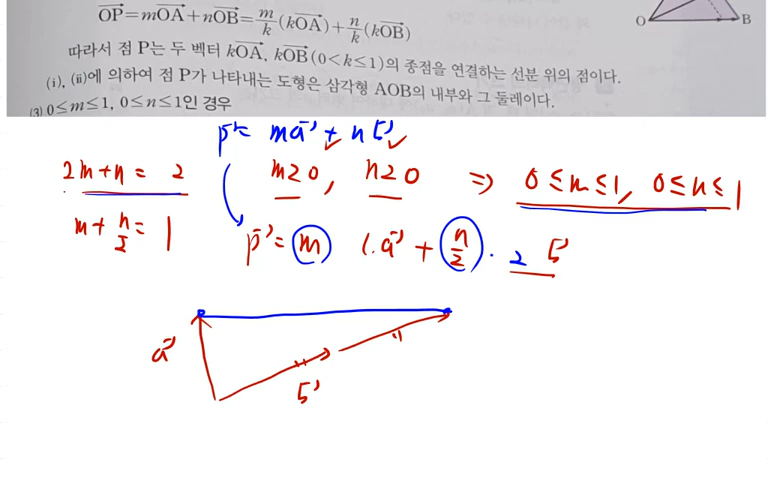 OP=mOA+nOB=m/k(kOA)+n/k(kOB)
따라서 점 P는 두 벡터 kOA, kOB(0<k≤1)의 종점을 연결하는 선분 위의 점이다.
(i), (ii)에 의하여 점 P가 나타내는 도형은 삼각형 AOB의 내부와 그 둘레이다.
O B
(3) 0≤m≤1, 0≤n≤1인 경우
p⃗ = ma⃗ + nb⃗
2m+n = 2 m≥0, n≥0 ⇒ 0≤m≤1, 0≤n≤1
m + n/2 = 1 p⃗ = m 1·a⃗ + n/2 · 2 b⃗
a⃗
b⃗